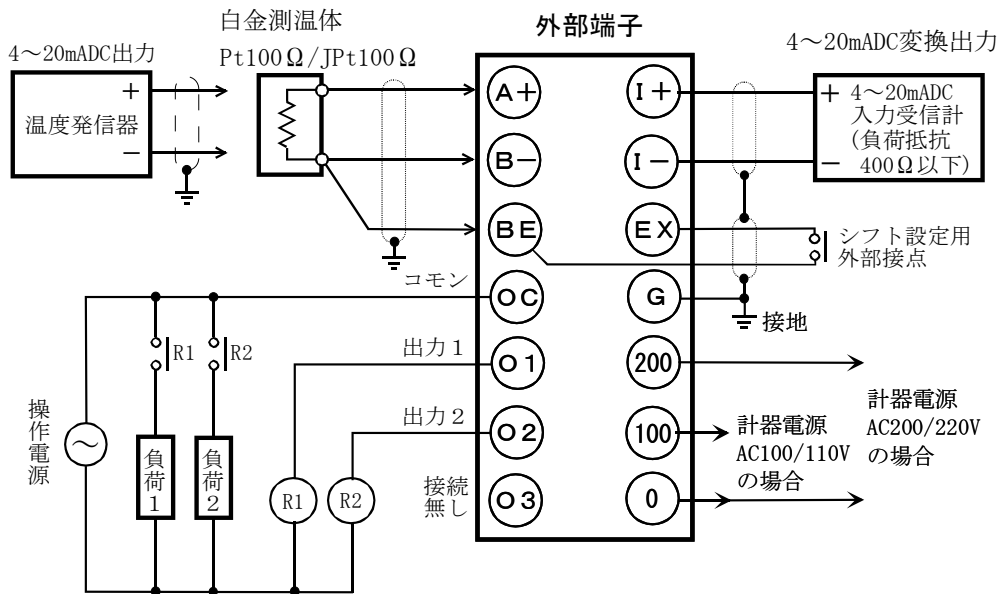 4～20mADC出力
+
温度発信器
−
白金測温体
Pt100Ω/JPt100Ω
外部端子
A+
B−
BE
OC
O1
O2
O3
I+
I−
EX
G
200
100
0
4～20mADC変換出力
+ 4～20mADC
入力受信計
(負荷抵抗
− 400Ω以下)
シフト設定用
外部接点
接地
コモン
出力1
出力2
接続
無し
R1
R2
操作電源
負荷1
負荷2
R1
R2
計器電源
AC100/110V
の場合
計器電源
AC200/220V
の場合